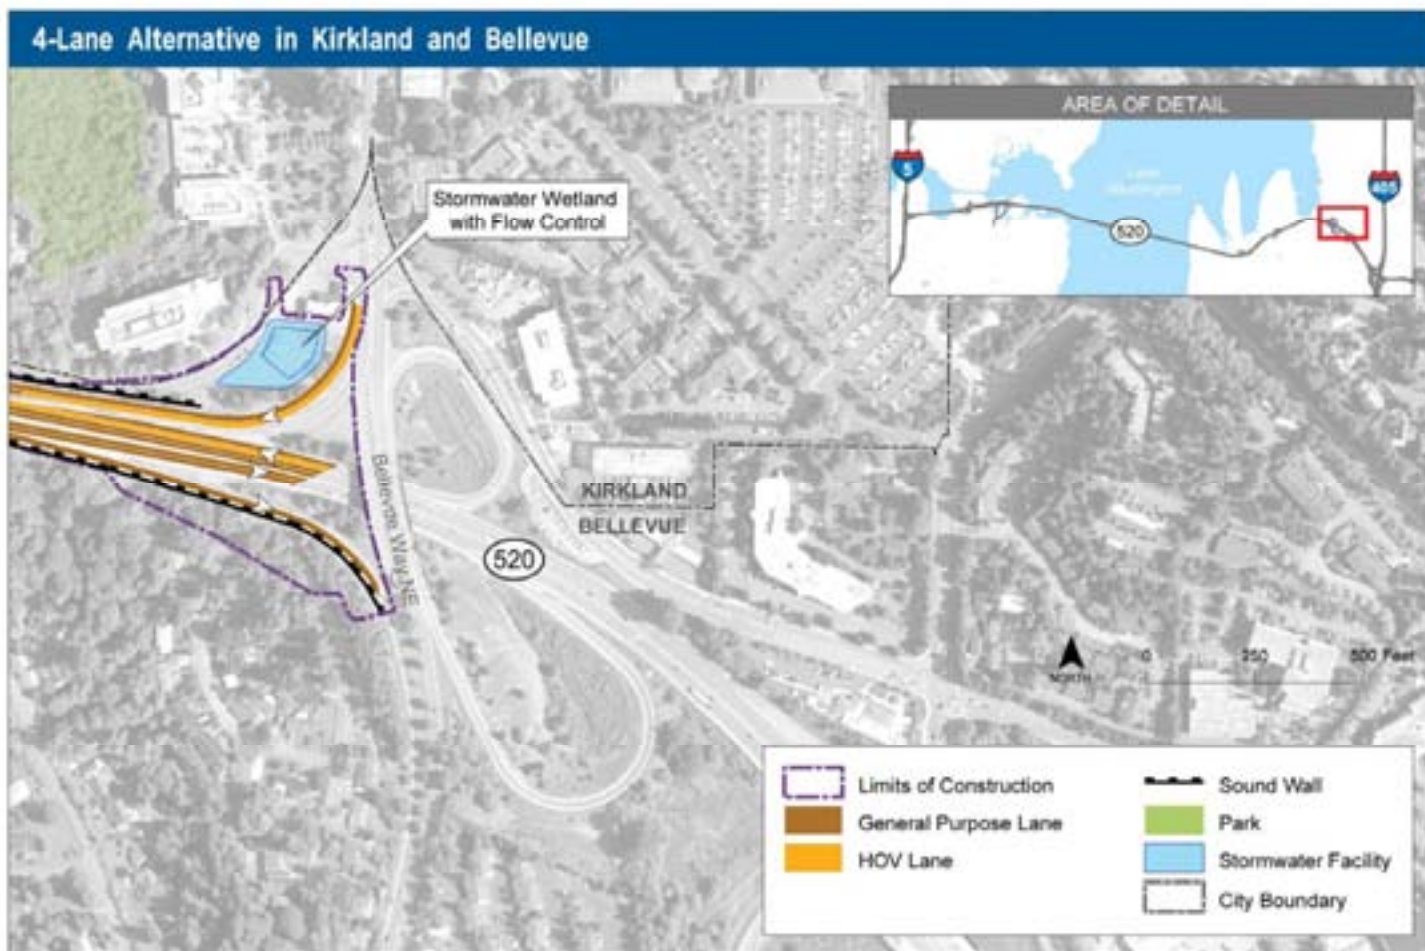 4-Lane Alternative in Kirkland and Bellevue
AREA OF DETAIL
5
Lake
Washington
405
520
Stormwater Wetland
with Flow Control
Bellevue Way NE
KIRKLAND
BELLEVUE
520
NORTH
0 250 500 Feet
Limits of Construction
General Purpose Lane
HOV Lane
Sound Wall
Park
Stormwater Facility
City Boundary